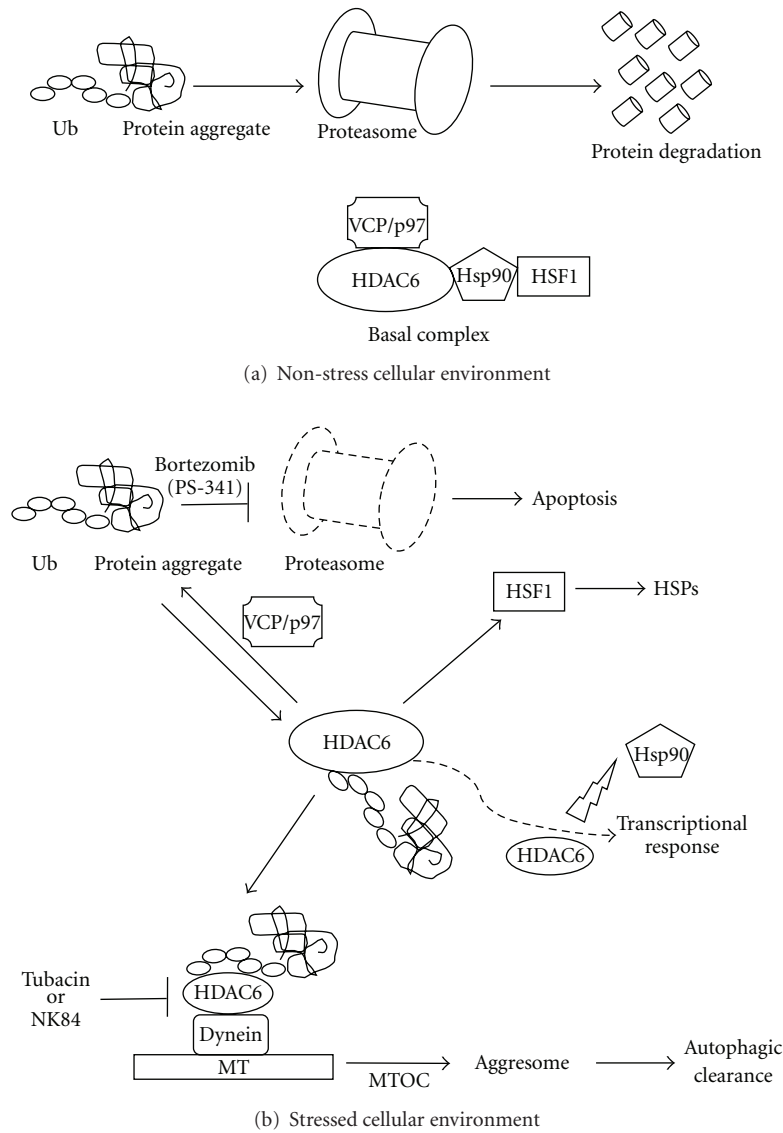 Ub
Protein aggregate
Proteasome
Protein degradation
VCP/p97
HDAC6
Hsp90
HSF1
Basal complex
(a) Non-stress cellular environment
Bortezomib
(PS-341)
Apoptosis
Ub
Protein aggregate
Proteasome
HSF1
HSPs
VCP/p97
HDAC6
Hsp90
Transcriptional
response
HDAC6
Tubacin
or
NK84
HDAC6
Dynein
MT
MTOC
Aggresome
Autophagic
clearance
(b) Stressed cellular environment